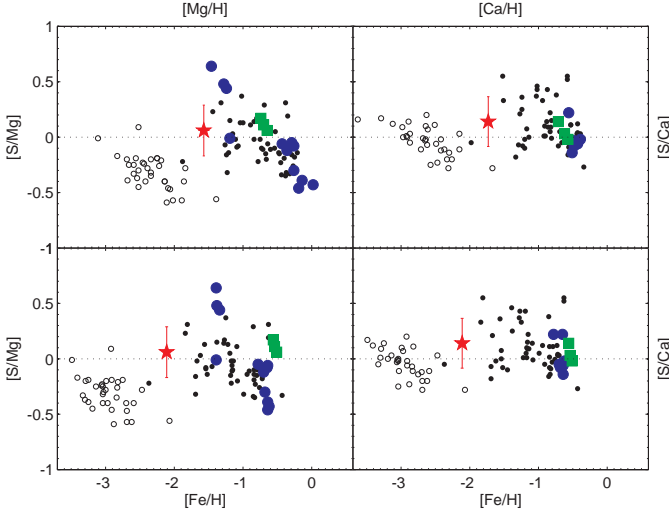 [Mg/H] [Ca/H]
1
0.5
0
-0.5
-1
[S/Mg]
[S/Ca]
0.5
0
-0.5
-1
[S/Mg]
[S/Ca]
-3 -2 -1 0 -3 -2 -1 0
[Fe/H] [Fe/H]